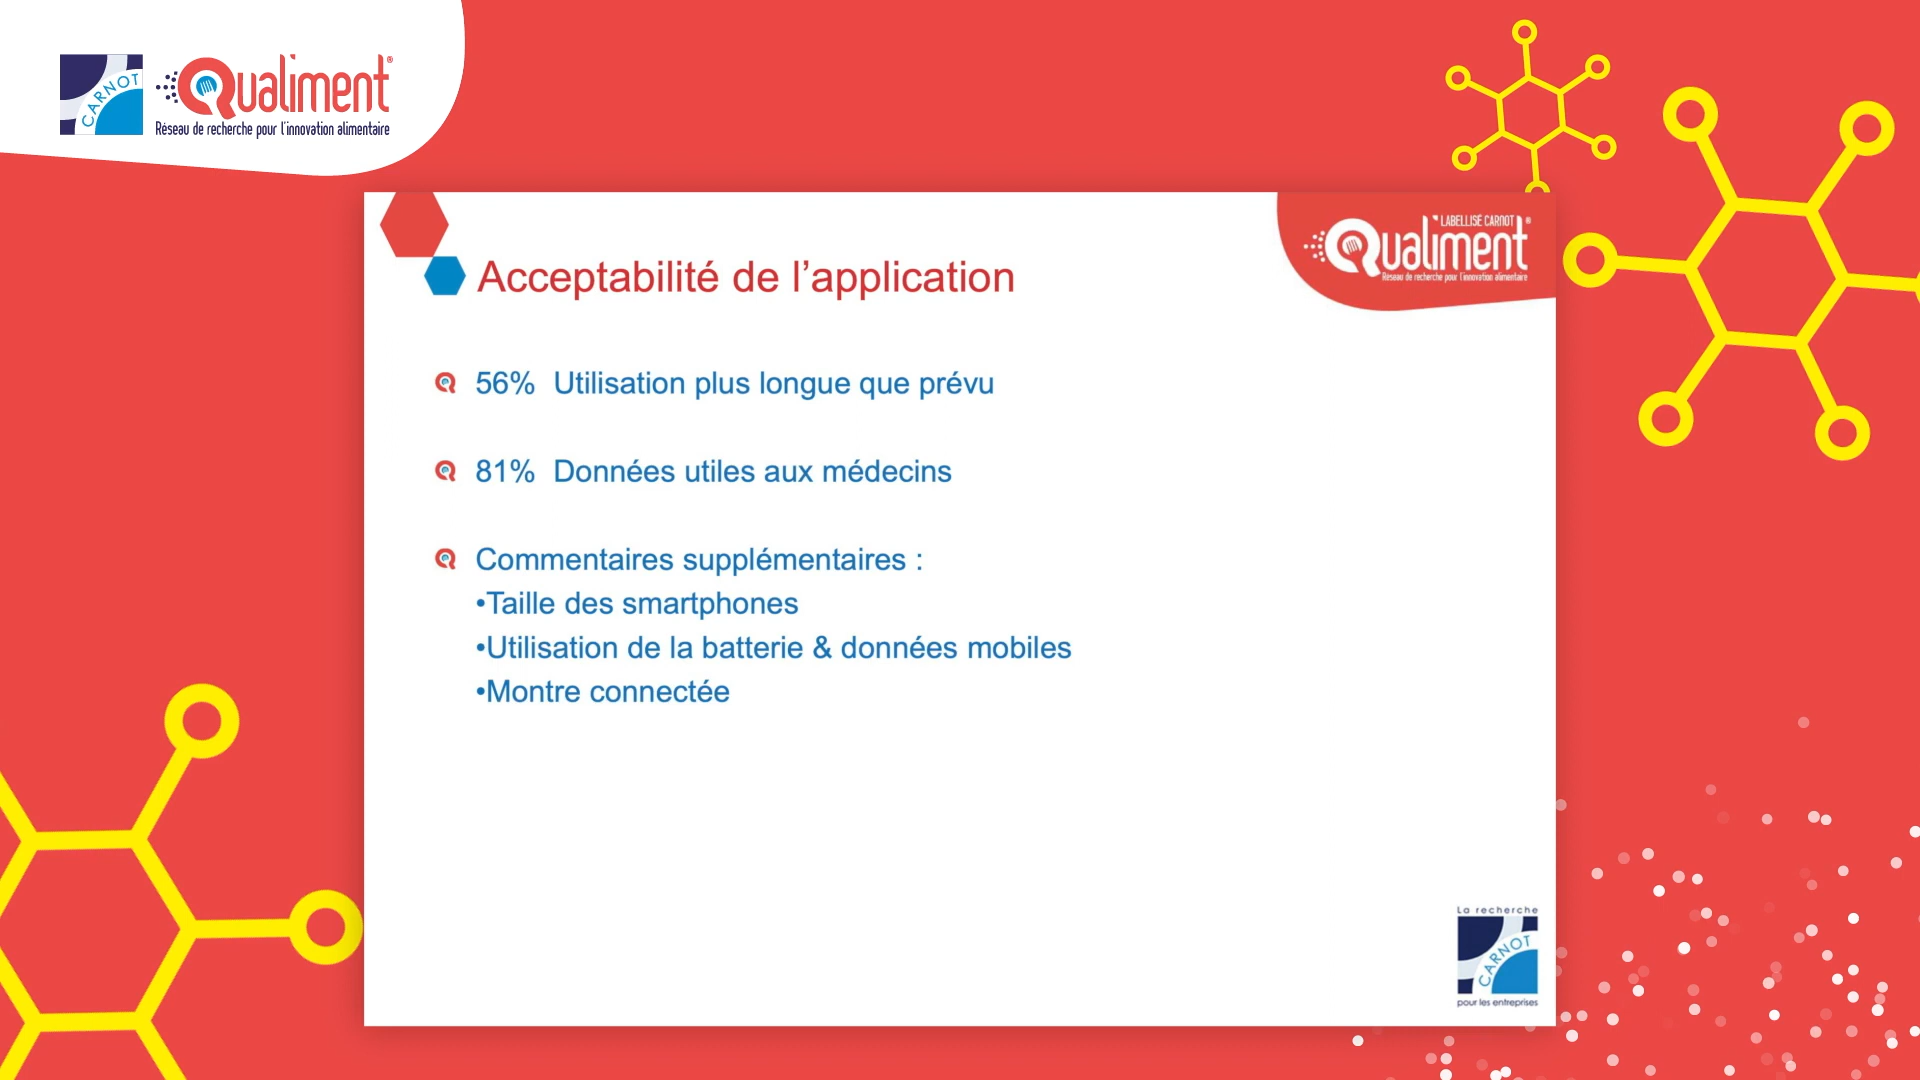 CARNOT
Qualiment®
Réseau de recherche pour l'innovation alimentaire
LABELLISÉ CARNOT
Qualiment®
Réseau de recherche pour l'innovation alimentaire
Acceptabilité de l’application
56% Utilisation plus longue que prévu
81% Données utiles aux médecins
Commentaires supplémentaires :
•Taille des smartphones
•Utilisation de la batterie & données mobiles
•Montre connectée
La recherche
CARNOT
pour les entreprises